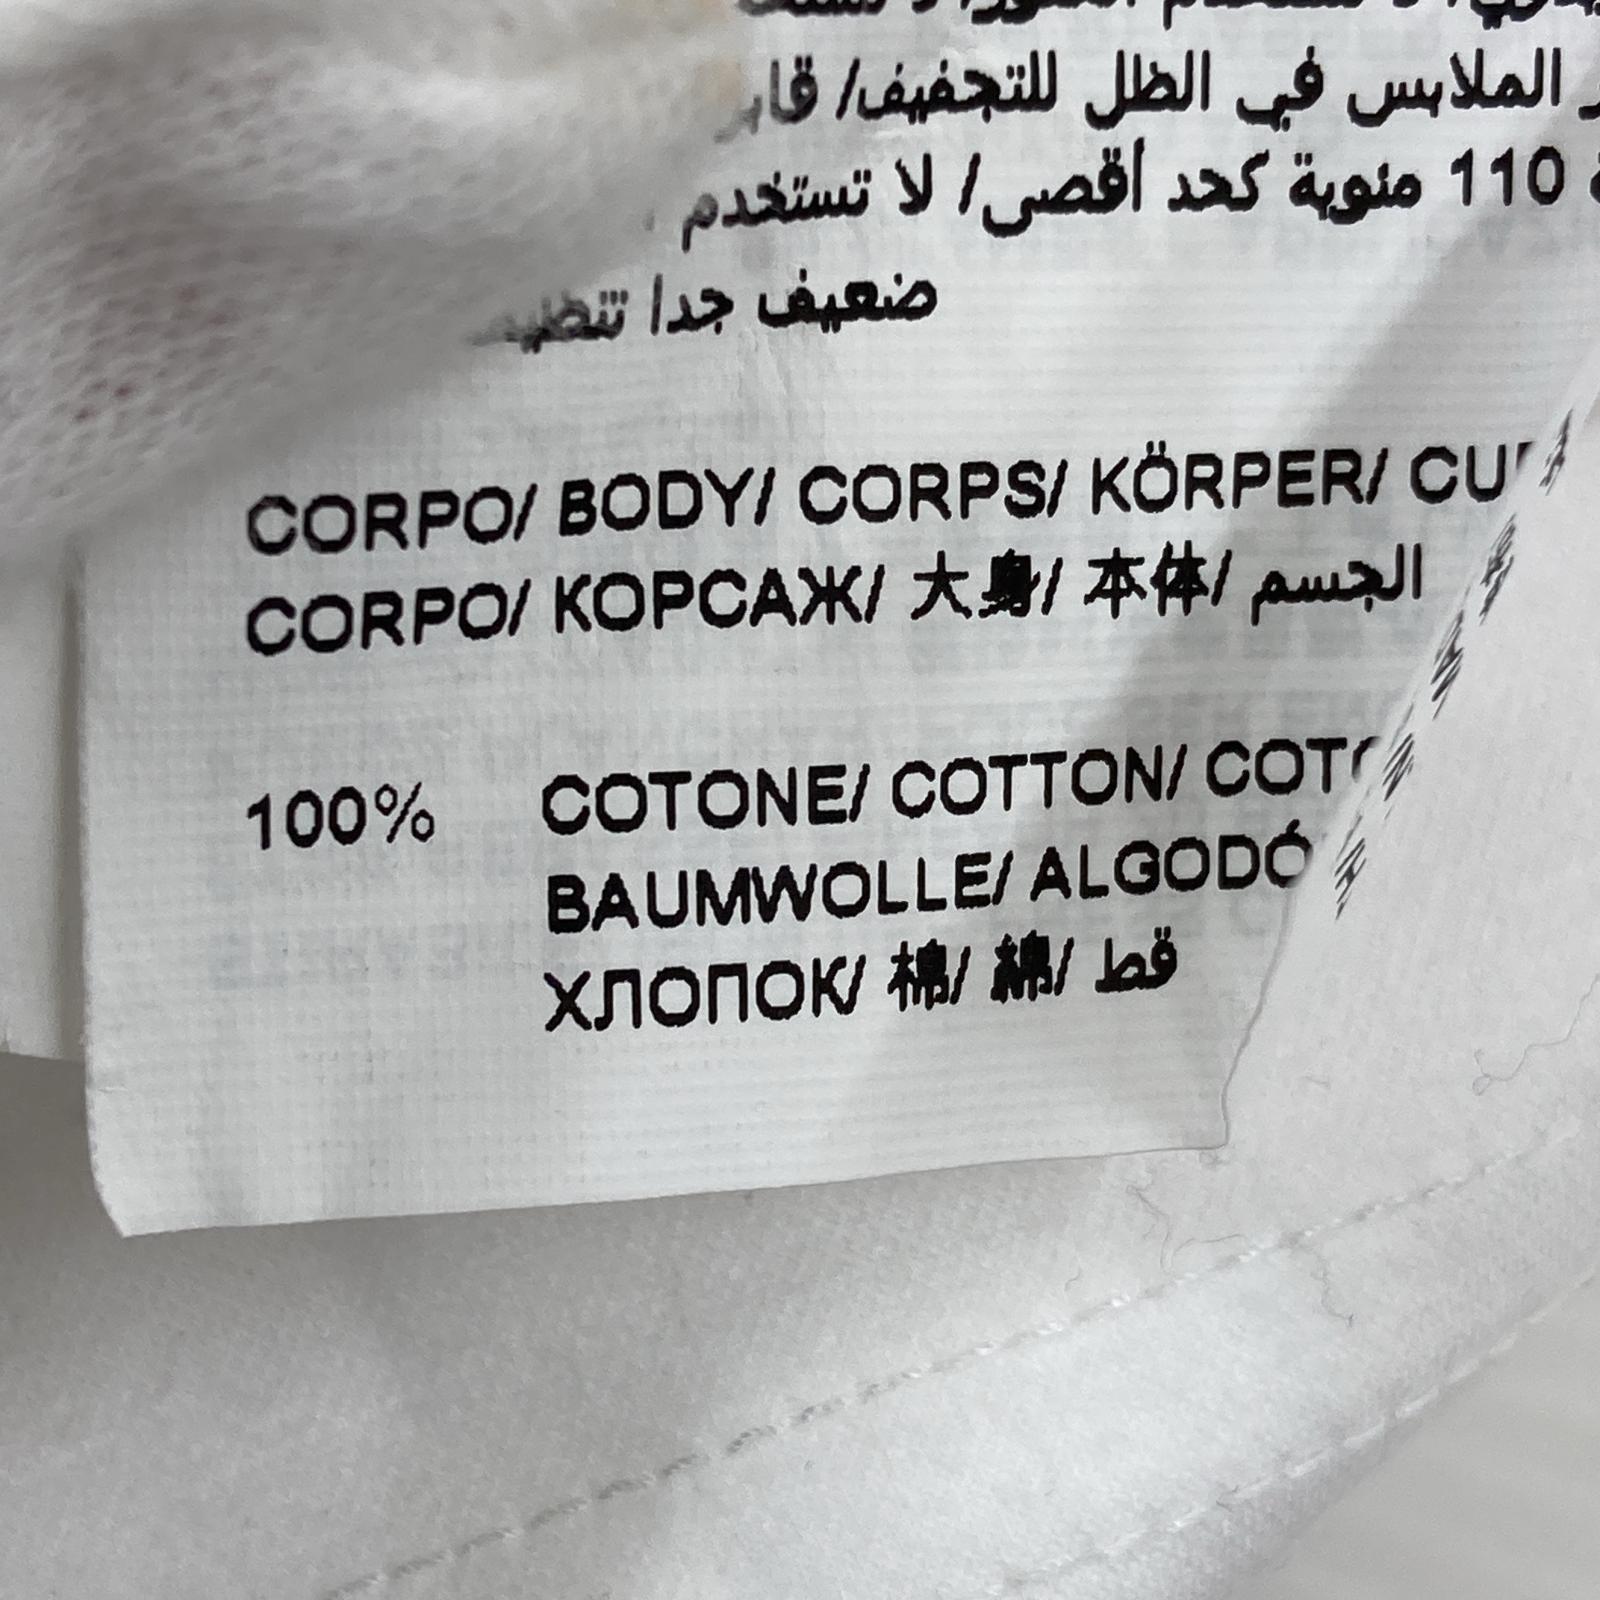 الملابس في الظل للتجفيف/
110 مئوية كحد أقصى/ لا تستخدم
ضعيف جدا/
CORPO/ BODY/ CORPS/ KÖRPER/
CORPO/ КОРСАЖ/ 大身/ 本体/ الجسم
100% COTONE/ COTTON/
BAUMWOLLE/
ХЛОПОК/ 棉/ 綿/ قطن